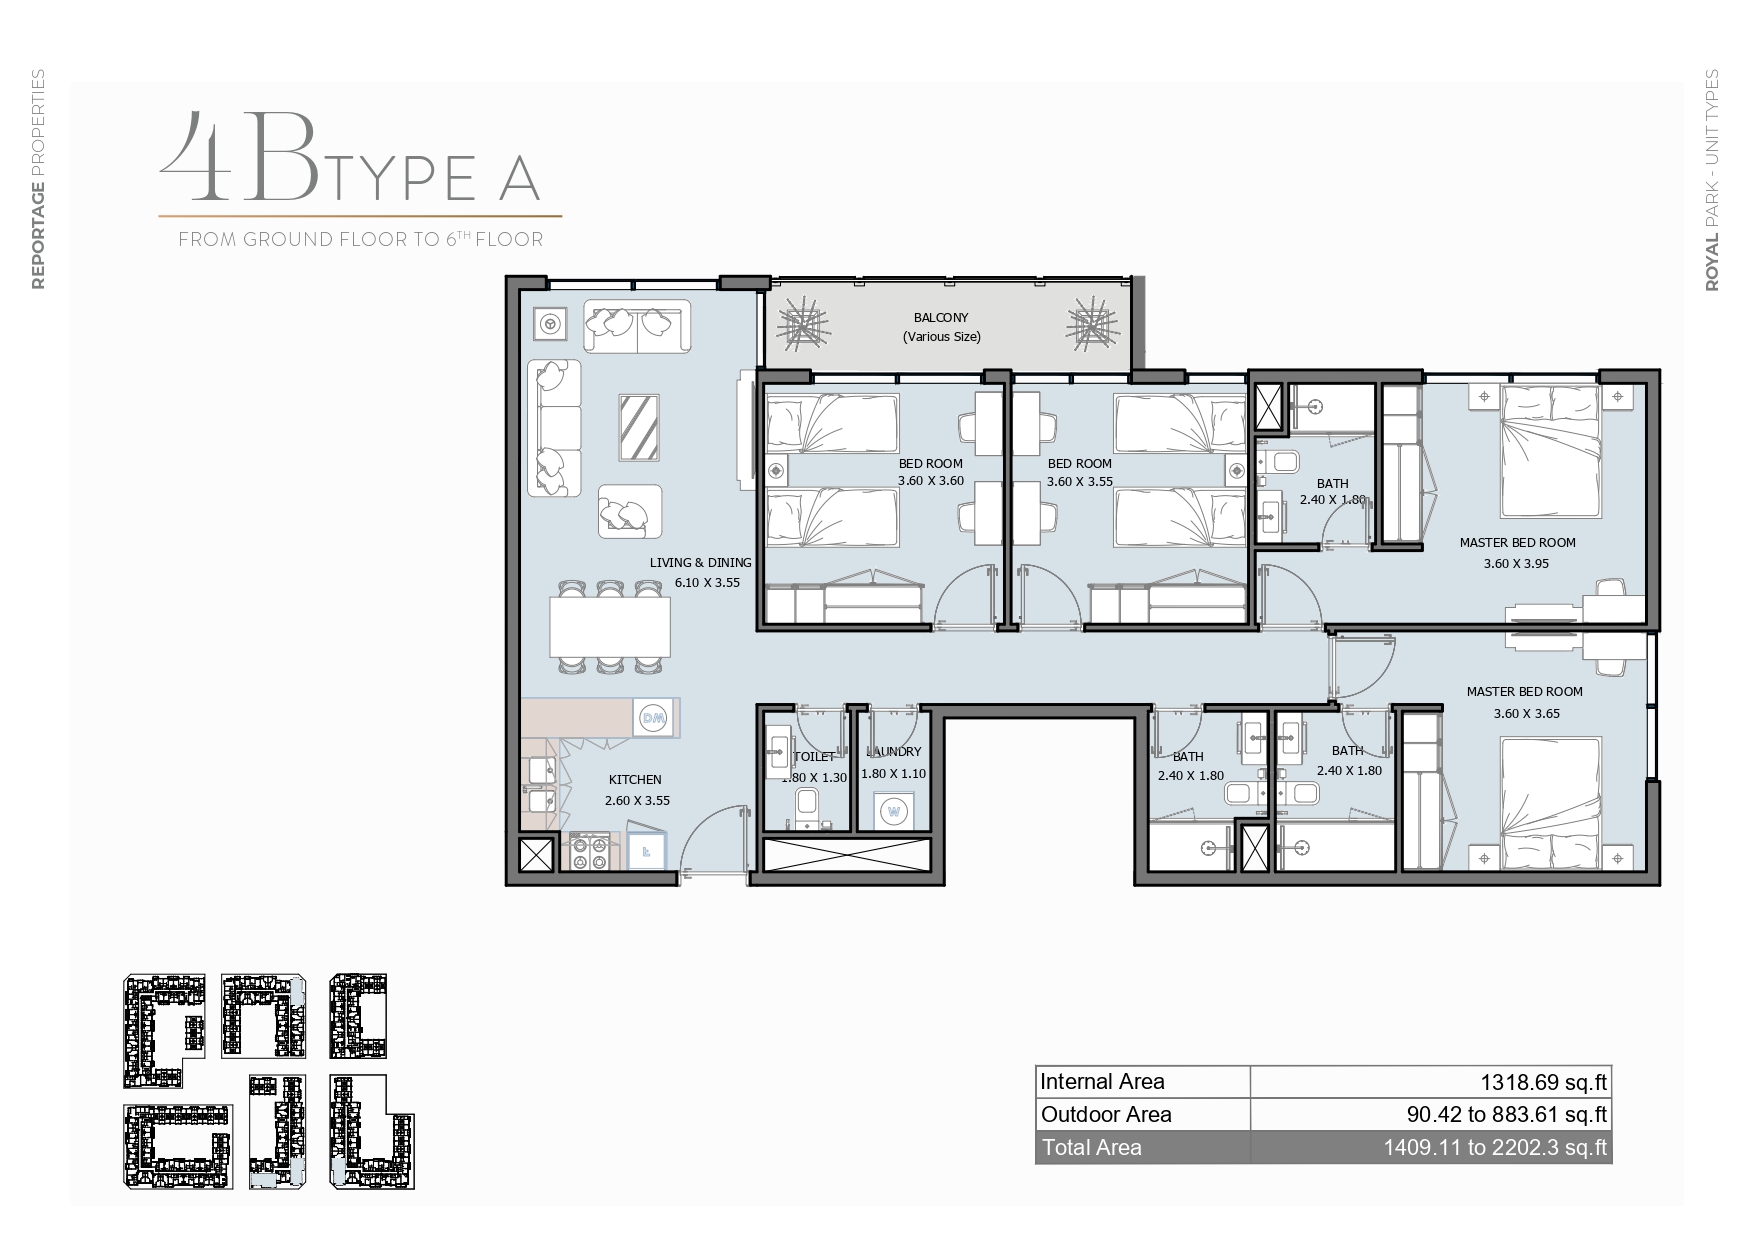 REPORTAGE PROPERTIES
ROYAL PARK - UNIT TYPES
4B TYPE A
FROM GROUND FLOOR TO 6TH FLOOR
BALCONY
(Various Size)
BED ROOM
3.60 X 3.60
BED ROOM
3.60 X 3.55
BATH
2.40 X 1.80
MASTER BED ROOM
3.60 X 3.95
LIVING & DINING
6.10 X 3.55
MASTER BED ROOM
3.60 X 3.65
DM
KITCHEN
2.60 X 3.55
TOILET
1.80 X 1.30
LAUNDRY
1.80 X 1.10
W
BATH
2.40 X 1.80
BATH
2.40 X 1.80
Internal Area 1318.69 sq.ft
Outdoor Area 90.42 to 883.61 sq.ft
Total Area 1409.11 to 2202.3 sq.ft